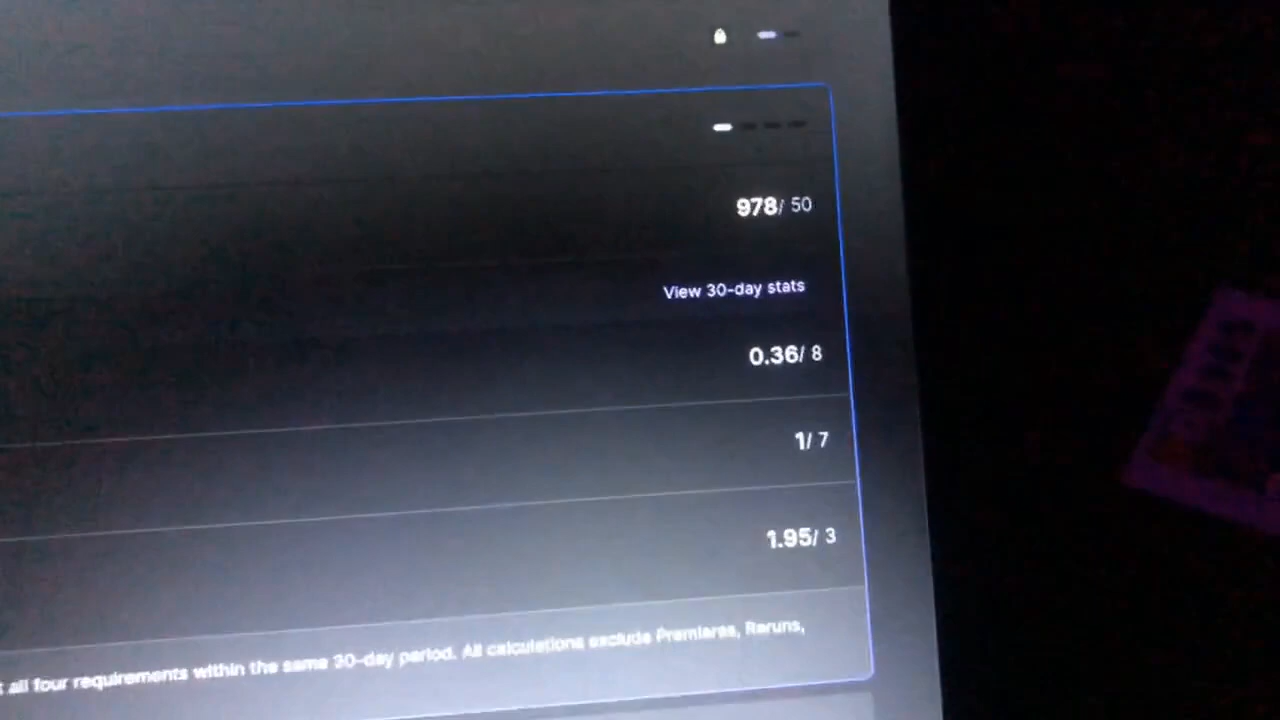 978/ 50
View 30-day stats
0.36/ 8
1/ 7
1.95/ 3
all four requirements within the same 30-day period. All calculations exclude Premieres, Reruns,